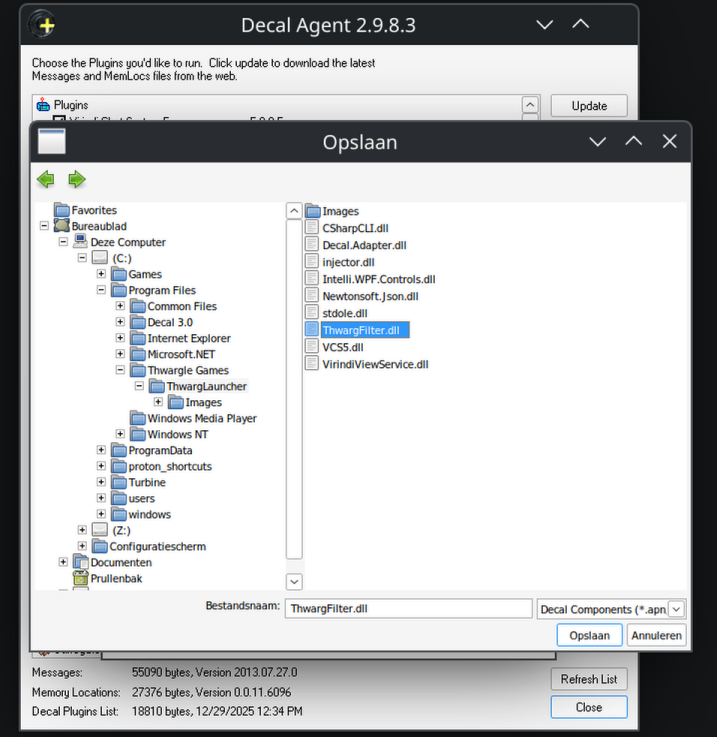 Decal Agent 2.9.8.3
Choose the Plugins you'd like to run. Click update to download the latest
Messages and MemLocs files from the web.
Plugins
Update
Opslaan
Favorites
Bureaublad
Deze Computer
(C:)
Games
Program Files
Common Files
Decal 3.0
Internet Explorer
Microsoft.NET
Thwargle Games
ThwargLauncher
Images
Windows Media Player
Windows NT
ProgramData
proton_shortcuts
Turbine
users
windows
(Z:)
Configuratiescherm
Documenten
Prullenbak
Images
CSharpCLI.dll
Decal.Adapter.dll
injector.dll
Intelli.WPF.Controls.dll
Newtonsoft.Json.dll
stdole.dll
ThwargFilter.dll
VCS5.dll
VirindiViewService.dll
Bestandsnaam: ThwargFilter.dll
Decal Components (*.apn
Opslaan
Annuleren
Messages: 55090 bytes, Version 2013.07.27.0
Memory Locations: 27376 bytes, Version 0.0.11.6096
Decal Plugins List: 18810 bytes, 12/29/2025 12:34 PM
Refresh List
Close